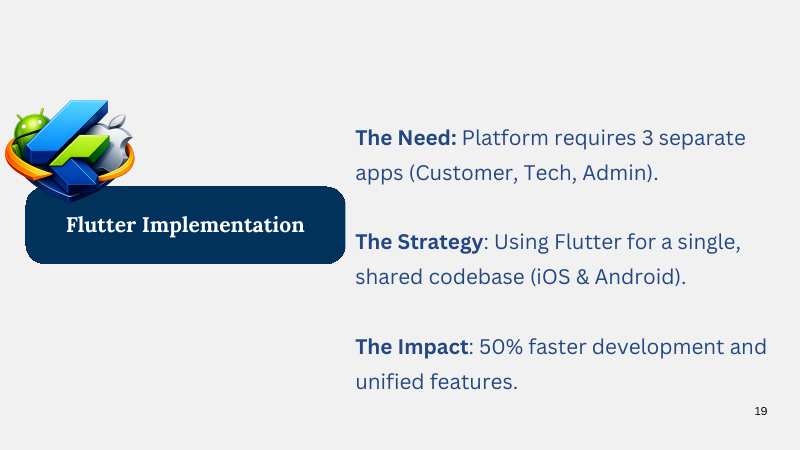 Flutter Implementation
The Need: Platform requires 3 separate
apps (Customer, Tech, Admin).
The Strategy: Using Flutter for a single,
shared codebase (iOS & Android).
The Impact: 50% faster development and
unified features.
19